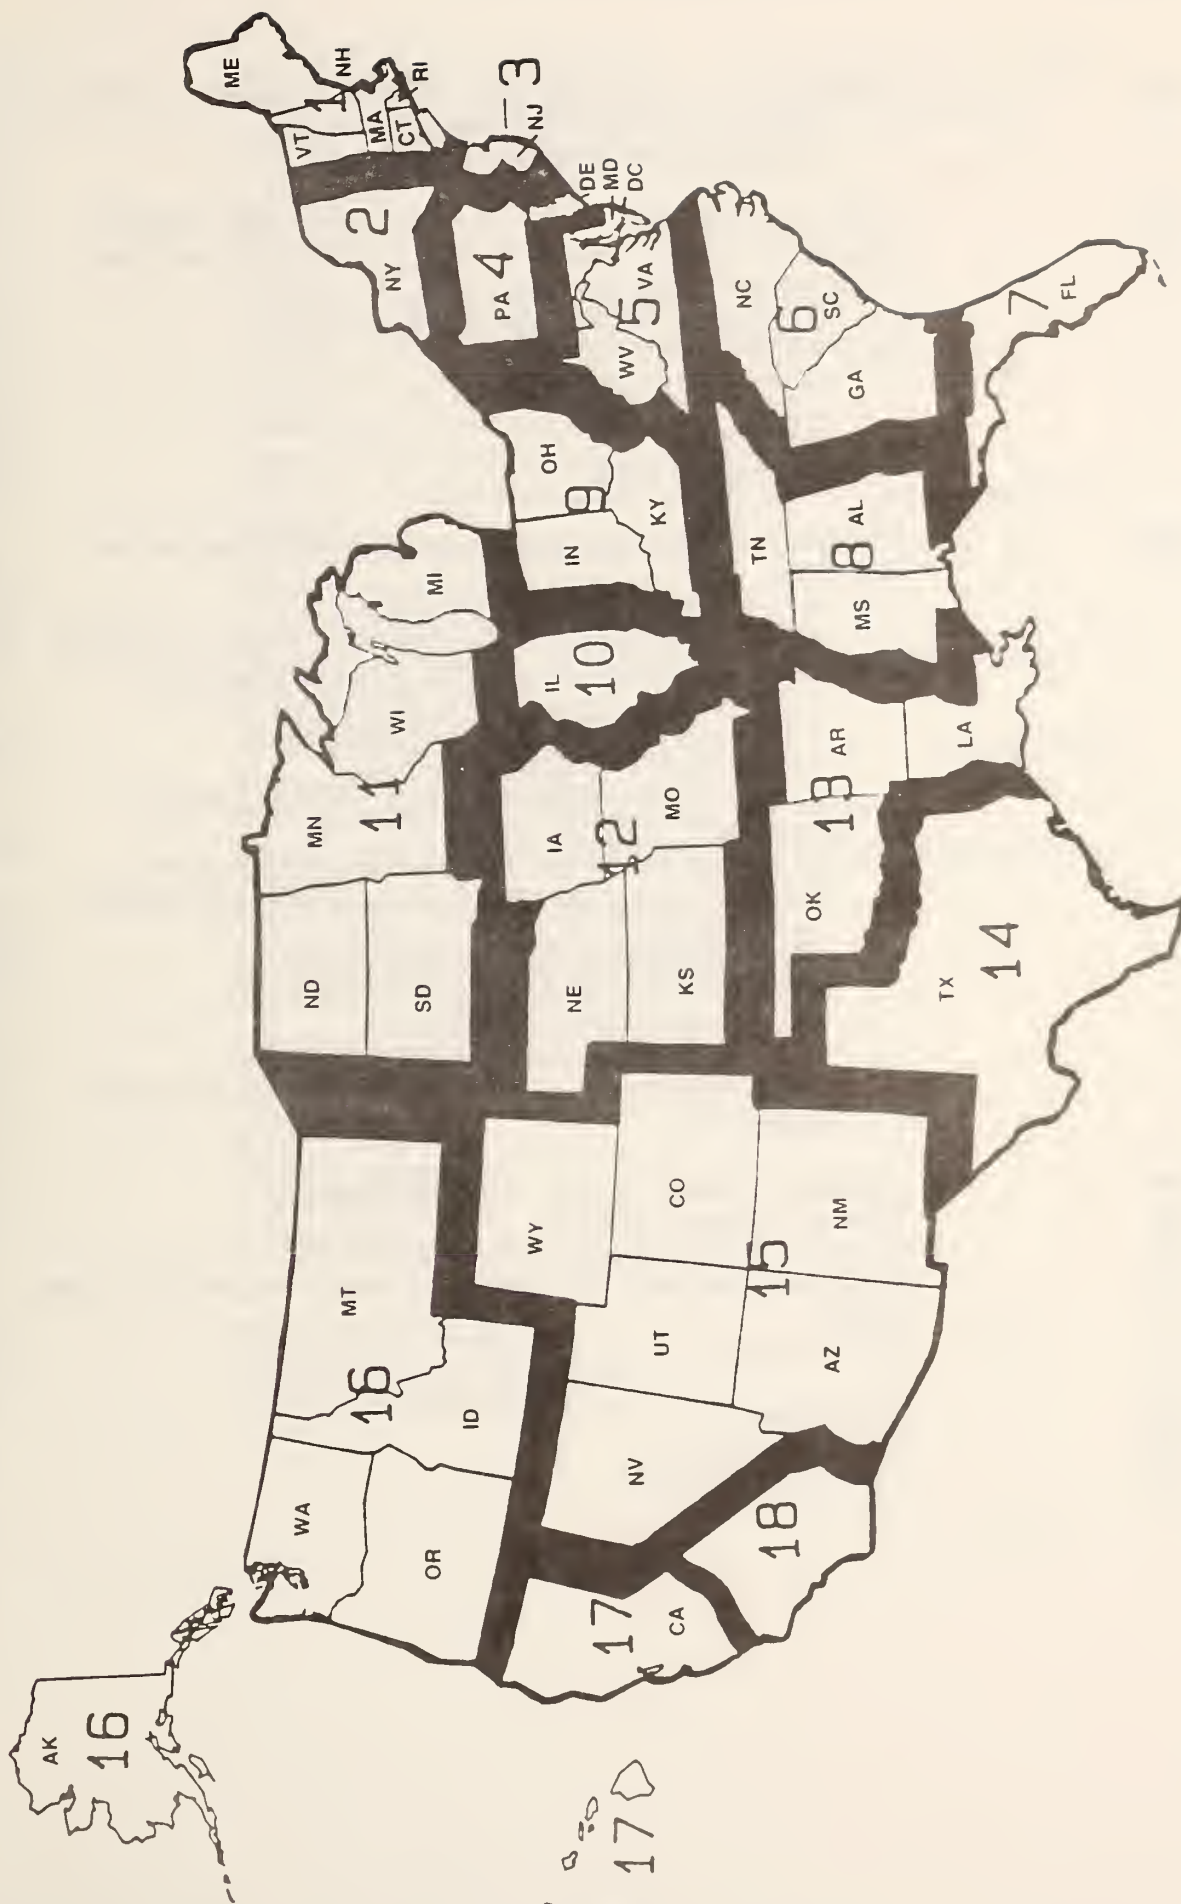 AK
16
WA
OR
16
ID
MT
17
17
CA
18
NV
UT
AZ
15
WY
CO
NM
ND
SD
NE
KS
MN
11
WI
MI
IA
12
MO
OK
13
AR
LA
TX
14
IL
10
IN
OH
9
KY
TN
MS
8
AL
GA
6
SC
NC
7
FL
WV
5
VA
PA
4
NY
2
VT
1
ME
NH
MA
CT
RI
3
NJ
DE
MD
DC